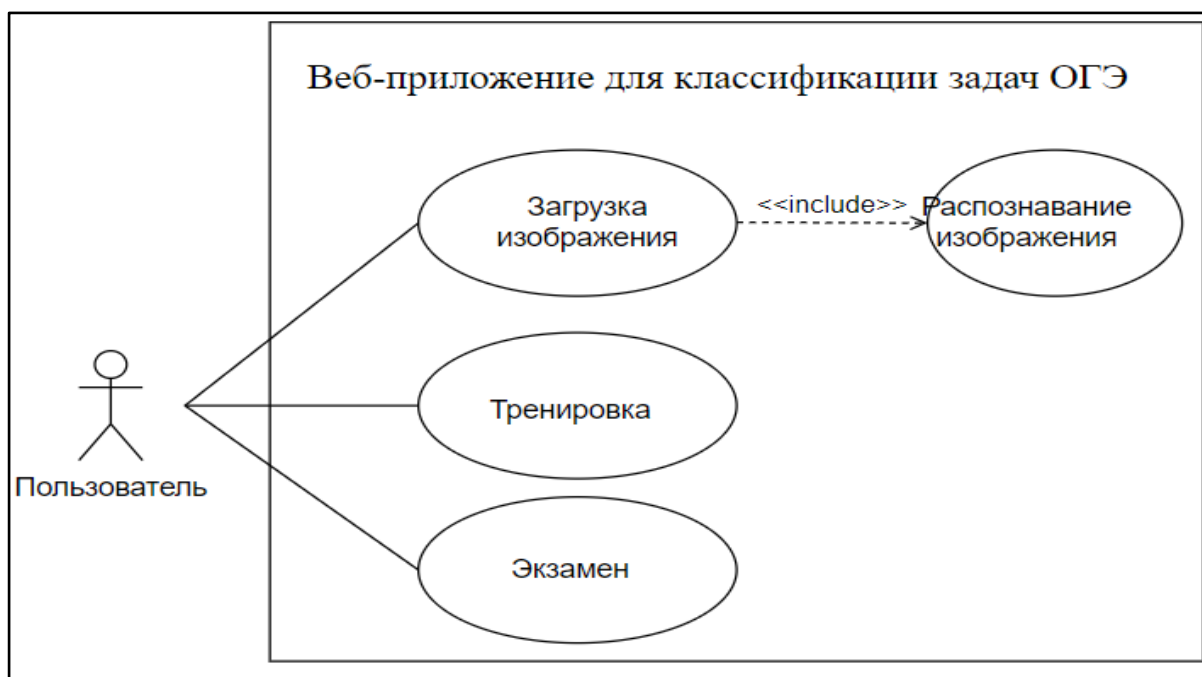 Веб-приложение для классификации задач ОГЭ
Загрузка
изображения
<<include>>
Распознавание
изображения
Тренировка
Пользователь
Экзамен